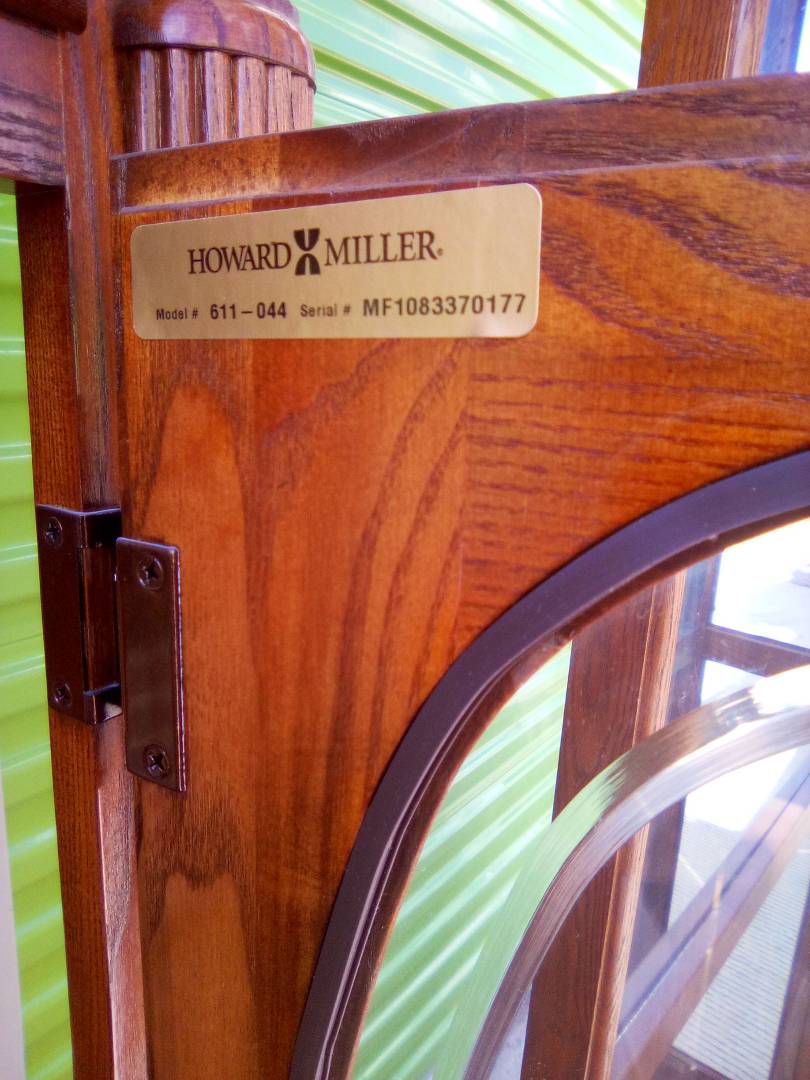 HOWARD MILLER®
Model # 611-044 Serial # MF1083370177